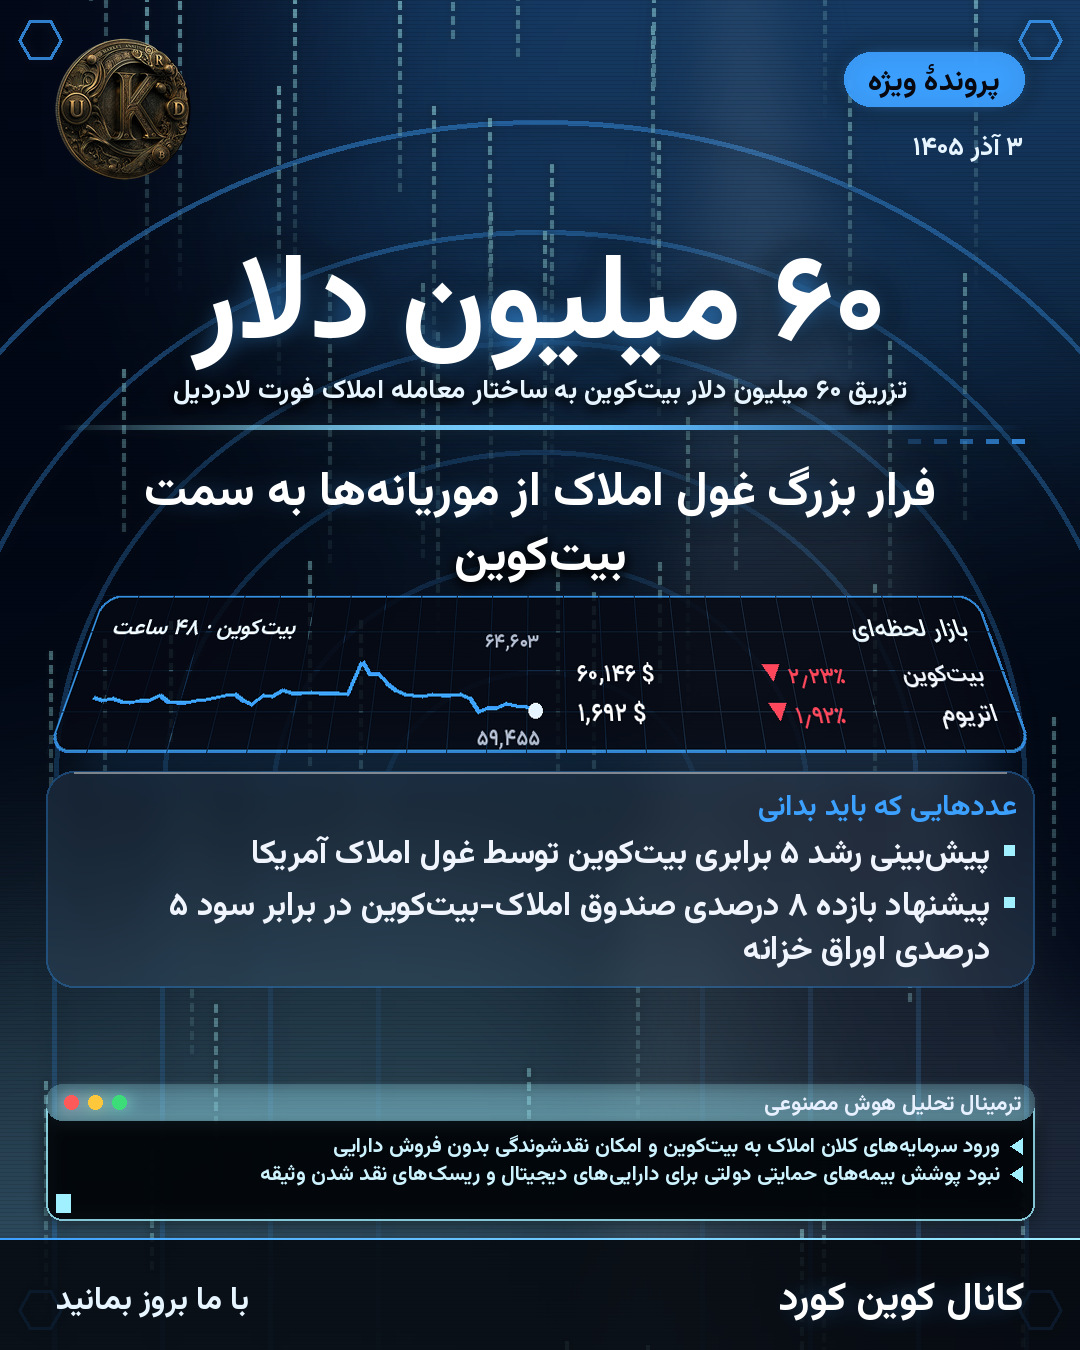 پروندهٔ ویژه
۳ آذر ۱۴۰۵
K
U
R
D
۶۰ میلیون دلار
تزریق ۶۰ میلیون دلار بیت‌کوین به ساختار معامله املاک فورت لادردیل
فرار بزرگ غول املاک از موریانه‌ها به سمت
بیت‌کوین
بازار لحظه‌ای
بیت‌کوین ۲٫۲۳٪ ▼ ۶۰,۱۴۶ $
اتریوم ۱٫۹۲٪ ▼ ۱,۶۹۲ $
بیت‌کوین · ۴۸ ساعت
۶۴,۶۰۳
۵۹,۴۵۵
عددهایی که باید بدانی
پیش‌بینی رشد ۵ برابری بیت‌کوین توسط غول املاک آمریکا
پیشنهاد بازده ۸ درصدی صندوق املاک-بیت‌کوین در برابر سود ۵
درصدی اوراق خزانه
ترمینال تحلیل هوش مصنوعی
ورود سرمایه‌های کلان املاک به بیت‌کوین و امکان نقدشوندگی بدون فروش دارایی
نبود پوشش بیمه‌های حمایتی دولتی برای دارایی‌های دیجیتال و ریسک‌های نقد شدن وثیقه
کانال کوین کورد
با ما بروز بمانید